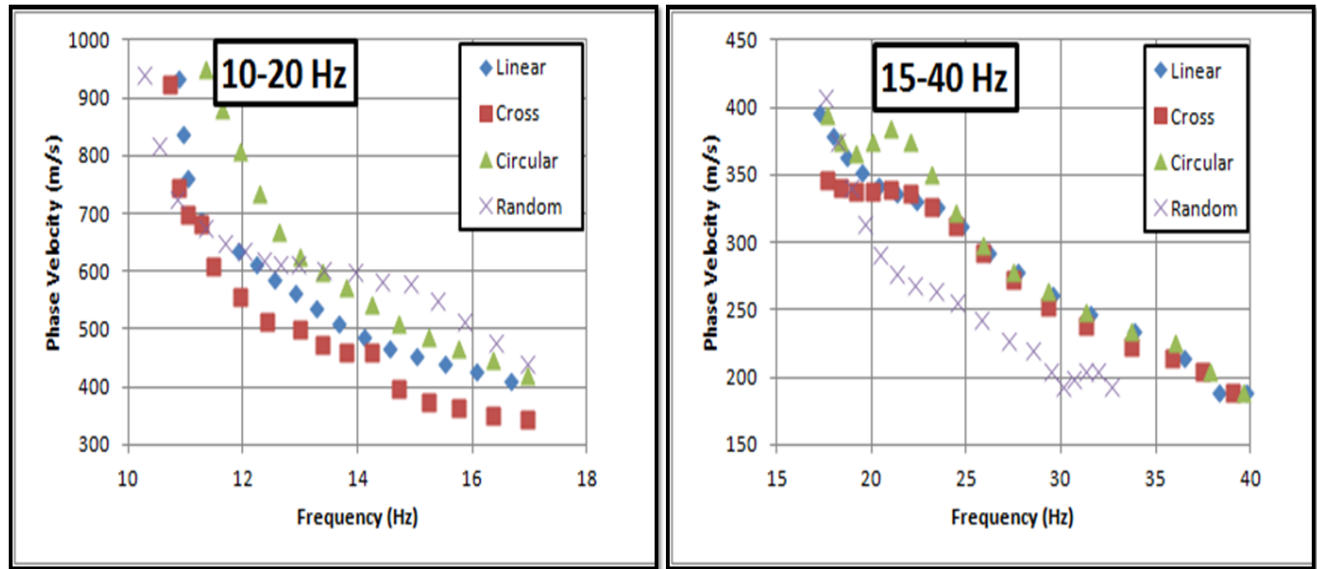 10-20 Hz
Phase Velocity (m/s)
1000
900
800
700
600
500
400
300
10
12
14
16
18
Frequency (Hz)
Linear
Cross
Circular
Random
15-40 Hz
Phase Velocity (m/s)
450
400
350
300
250
200
150
15
20
25
30
35
40
Frequency (Hz)
Linear
Cross
Circular
Random